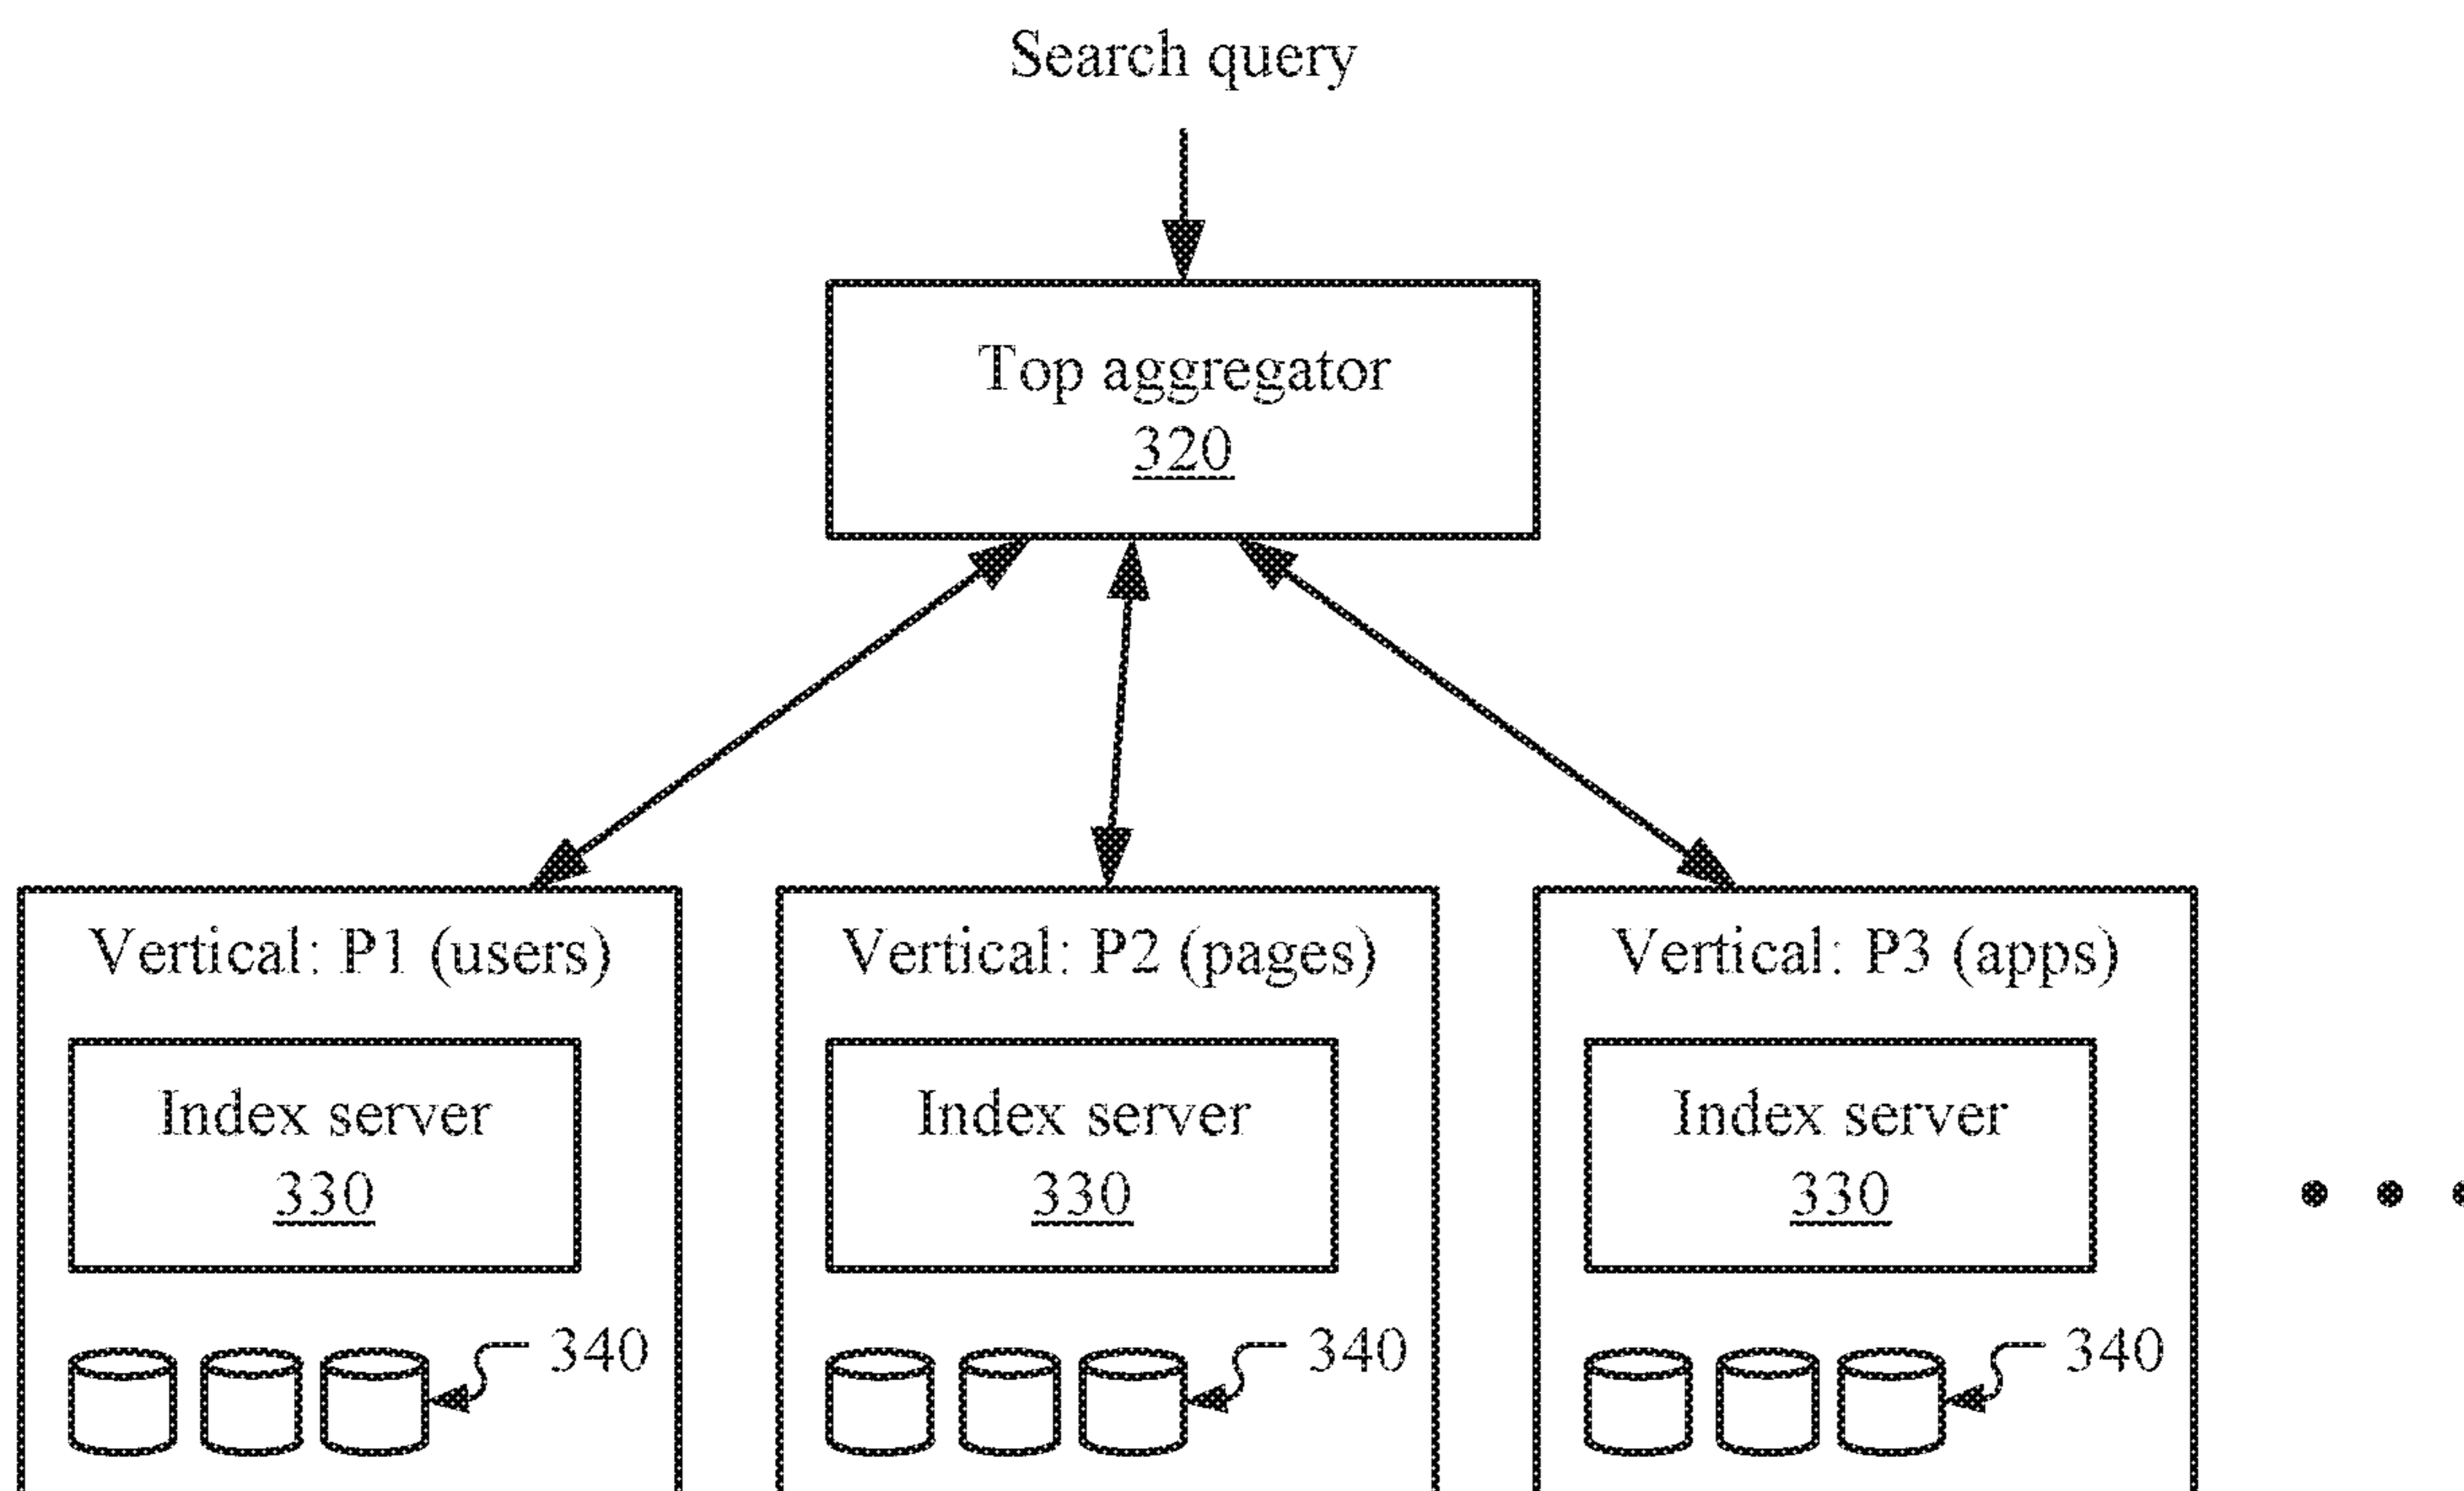 Search query
Top aggregator
320
Vertical: P1 (users)
Index server
330
340
Vertical: P2 (pages)
Index server
330
340
Vertical: P3 (apps)
Index server
330
340